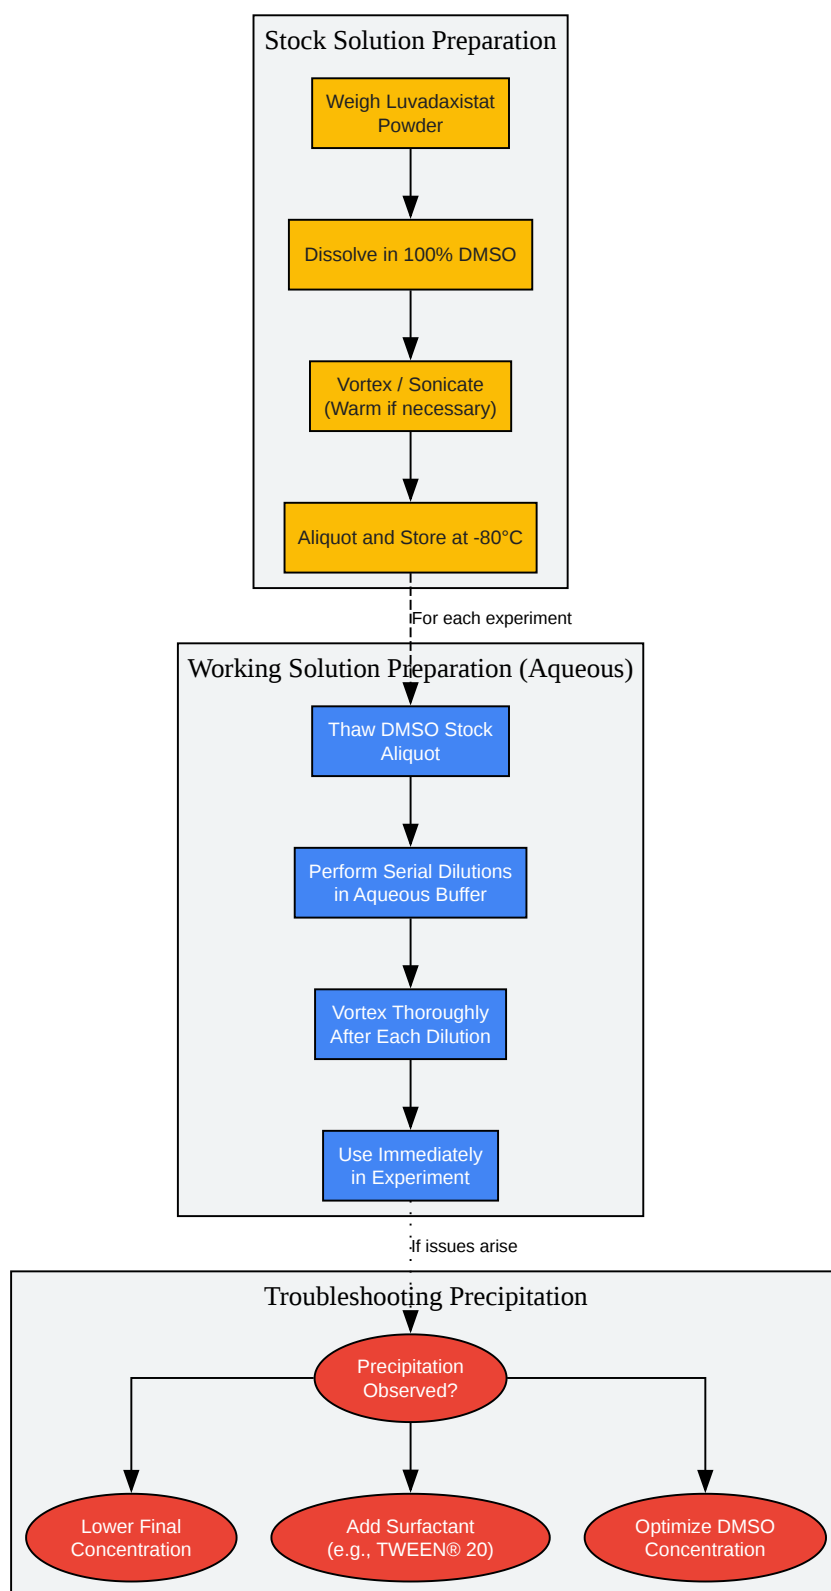 Stock Solution Preparation
Weigh Luvadaxistat
Powder
Dissolve in 100% DMSO
Vortex / Sonicate
(Warm if necessary)
Aliquot and Store at -80°C
For each experiment
Working Solution Preparation (Aqueous)
Thaw DMSO Stock
Aliquot
Perform Serial Dilutions
in Aqueous Buffer
Vortex Thoroughly
After Each Dilution
Use Immediately
in Experiment
If issues arise
Troubleshooting Precipitation
Precipitation
Observed?
Lower Final
Concentration
Add Surfactant
(e.g., TWEEN® 20)
Optimize DMSO
Concentration